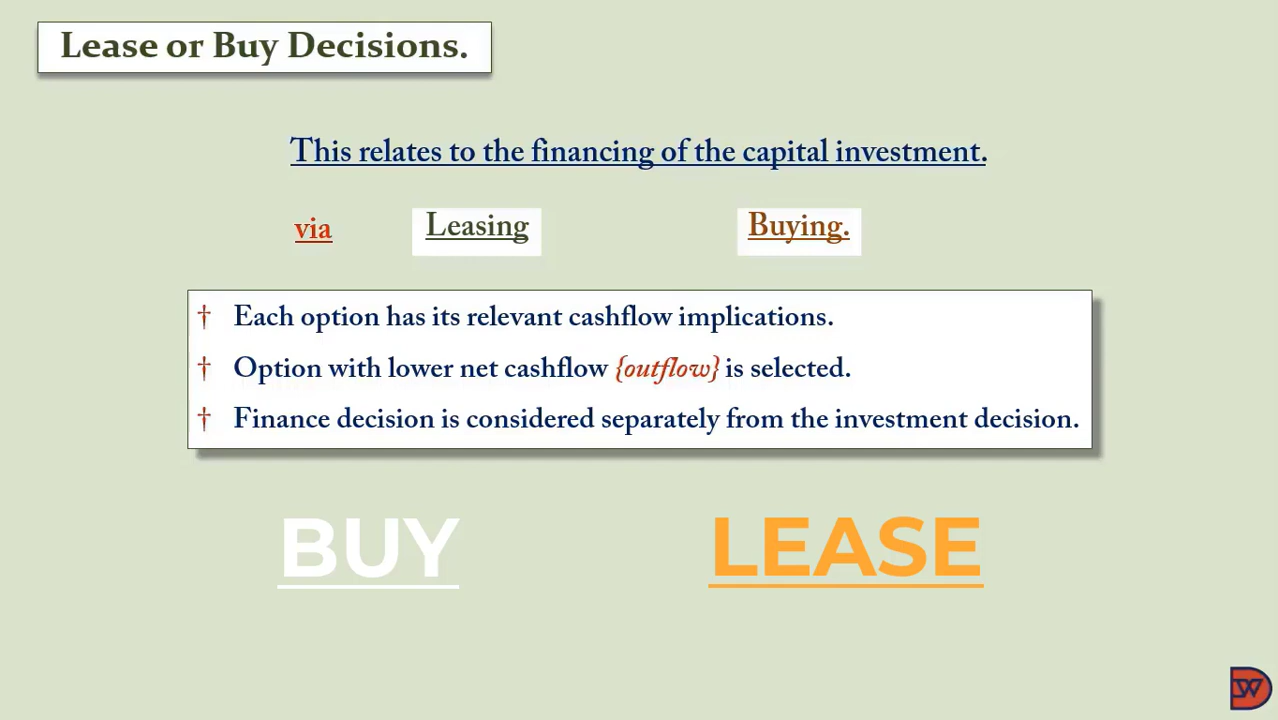 Lease or Buy Decisions.
This relates to the financing of the capital investment.
via Leasing Buying.
† Each option has its relevant cashflow implications.
† Option with lower net cashflow {outflow} is selected.
† Finance decision is considered separately from the investment decision.
BUY LEASE
DW